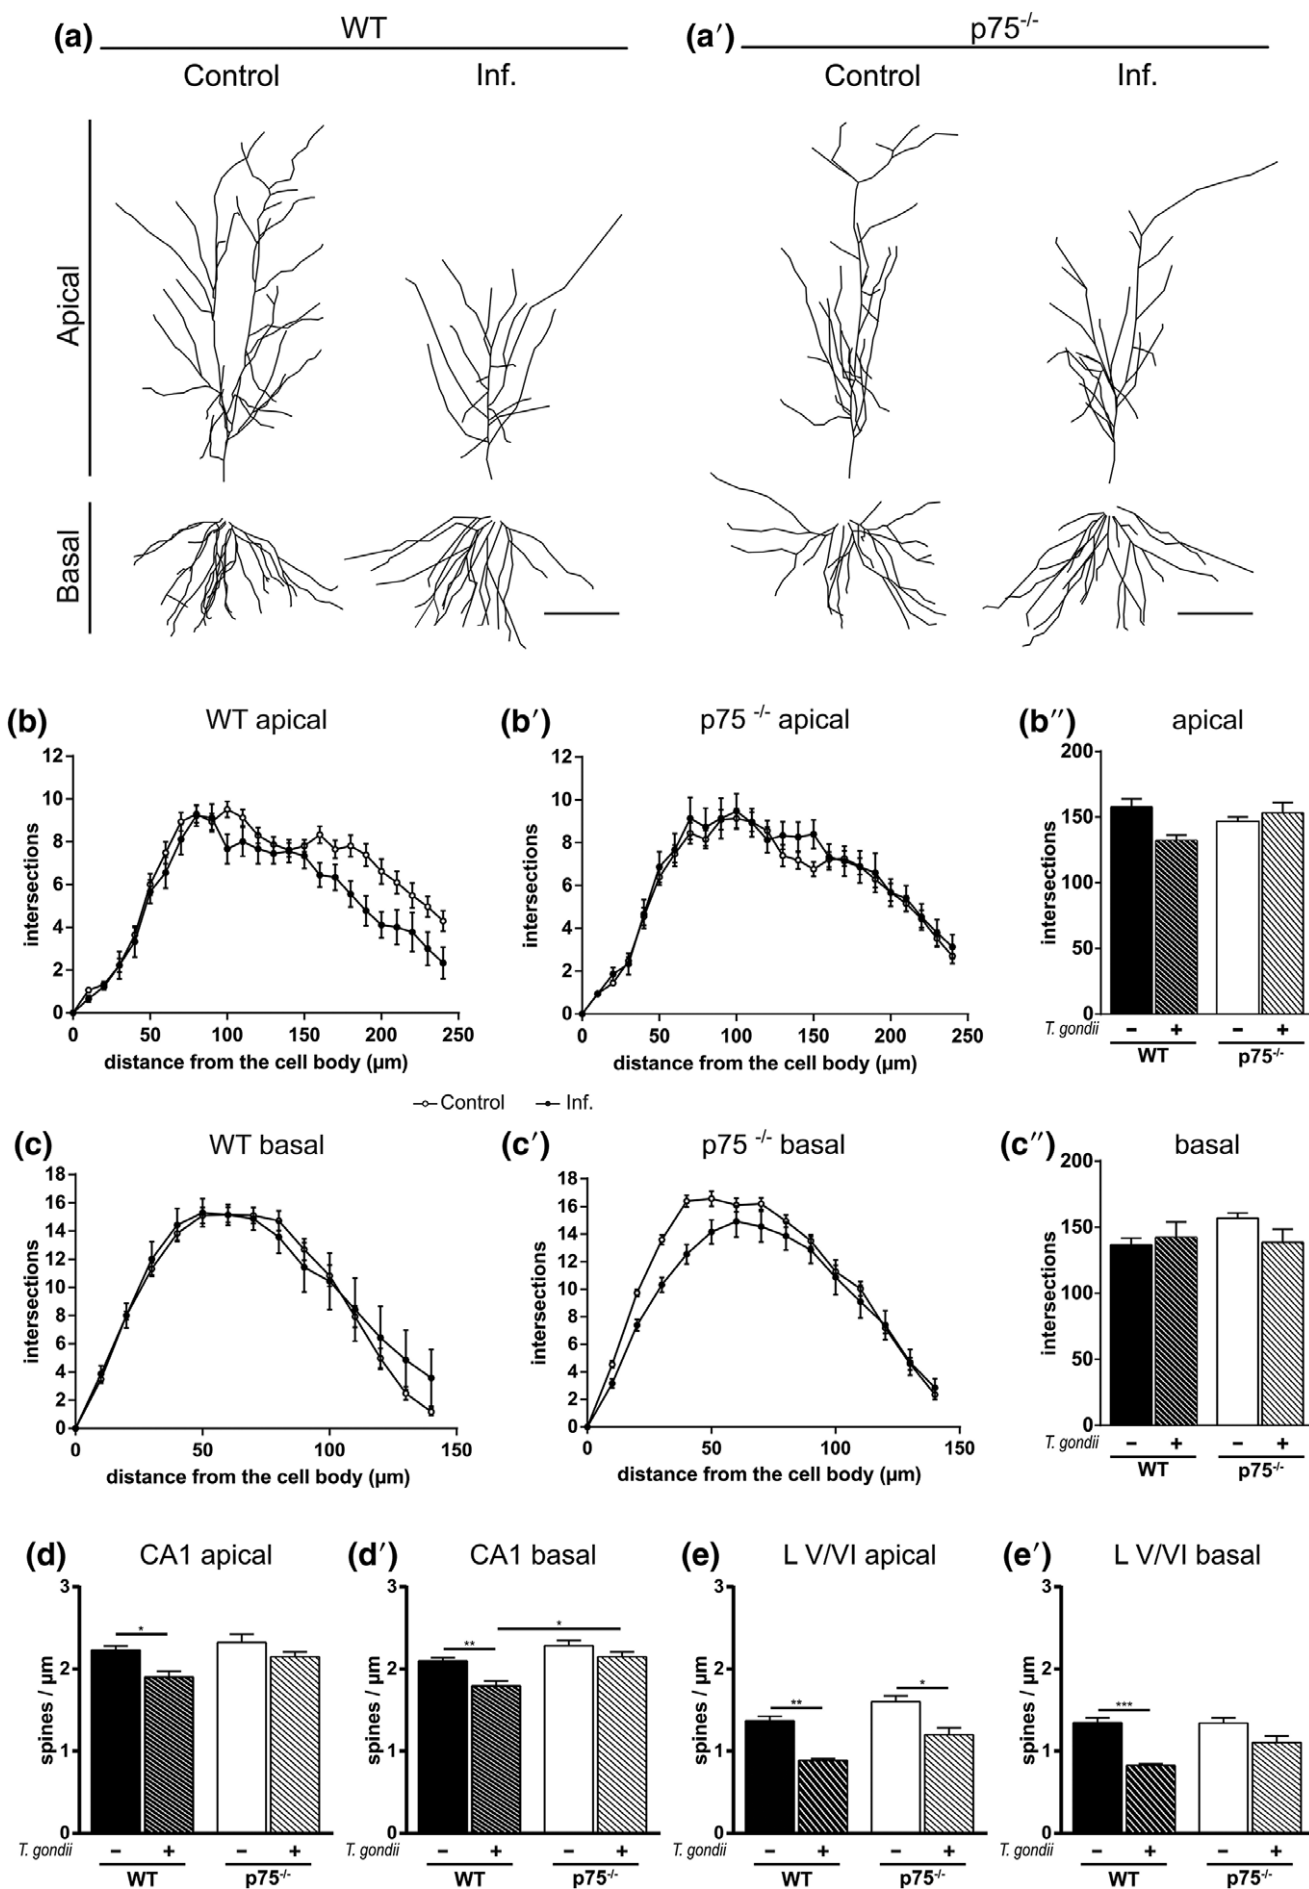 (a) WT (a′) p75-/-
Control Inf. Control Inf.
Apical
Basal
(b) WT apical (b′) p75 -/- apical (b″) apical
intersections
12
10
8
6
4
2
0
0 50 100 150 200 250
distance from the cell body (µm)
intersections
12
10
8
6
4
2
0
0 50 100 150 200 250
distance from the cell body (µm)
intersections
200
150
100
50
0
T. gondii − + − +
WT p75-/-
Control Inf.
(c) WT basal (c′) p75 -/- basal (c″) basal
intersections
18
16
14
12
10
8
6
4
2
0
0 50 100 150
distance from the cell body (µm)
intersections
18
16
14
12
10
8
6
4
2
0
0 50 100 150
distance from the cell body (µm)
intersections
200
150
100
50
0
T. gondii − + − +
WT p75-/-
(d) CA1 apical (d′) CA1 basal (e) L V/VI apical (e′) L V/VI basal
spines / µm
3
2
1
0
*
T. gondii − + − +
WT p75-/-
spines / µm
3
2
1
0
** *
− + − +
WT p75-/-
spines / µm
3
2
1
0
** *
T. gondii − + − +
WT p75-/-
spines / µm
3
2
1
0
***
T. gondii − + − +
WT p75-/-